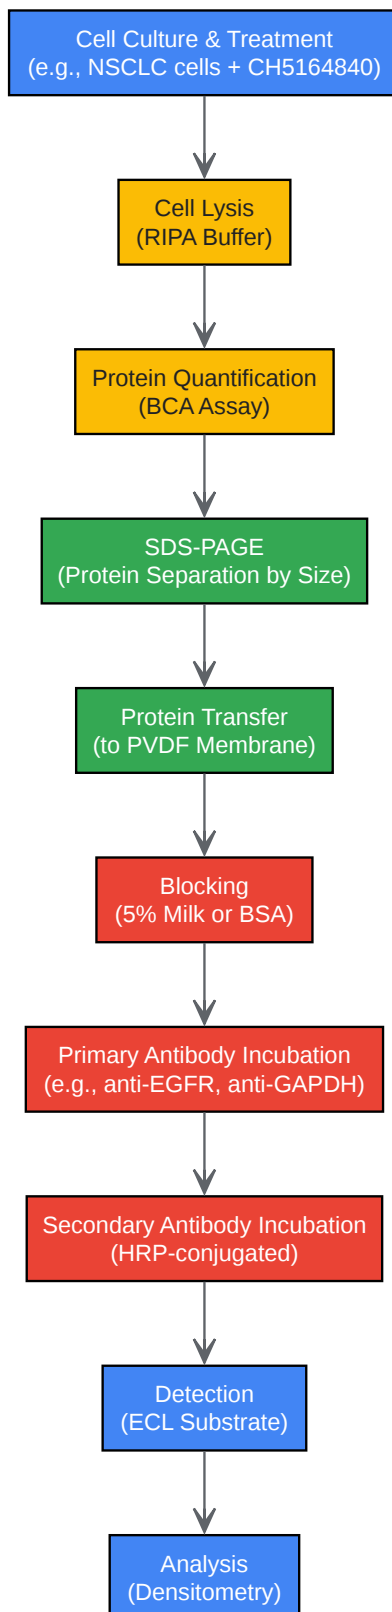 Cell Culture & Treatment
(e.g., NSCLC cells + CH5164840)
Cell Lysis
(RIPA Buffer)
Protein Quantification
(BCA Assay)
SDS-PAGE
(Protein Separation by Size)
Protein Transfer
(to PVDF Membrane)
Blocking
(5% Milk or BSA)
Primary Antibody Incubation
(e.g., anti-EGFR, anti-GAPDH)
Secondary Antibody Incubation
(HRP-conjugated)
Detection
(ECL Substrate)
Analysis
(Densitometry)